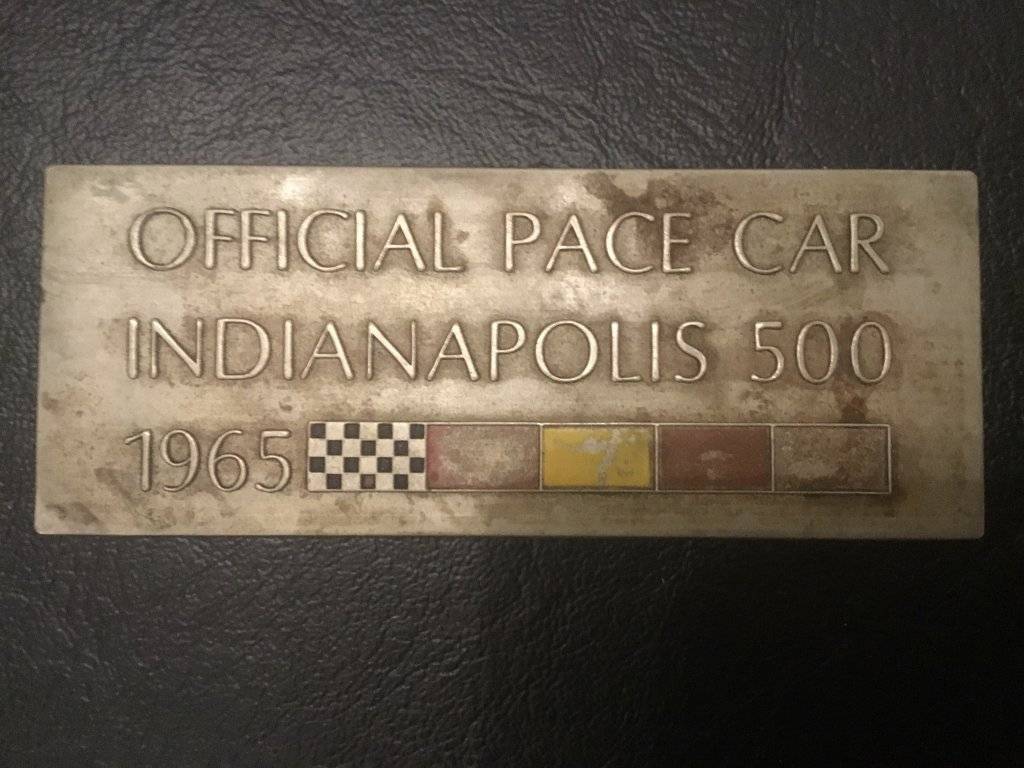 OFFICIAL PACE CAR
INDIANAPOLIS 500
1965